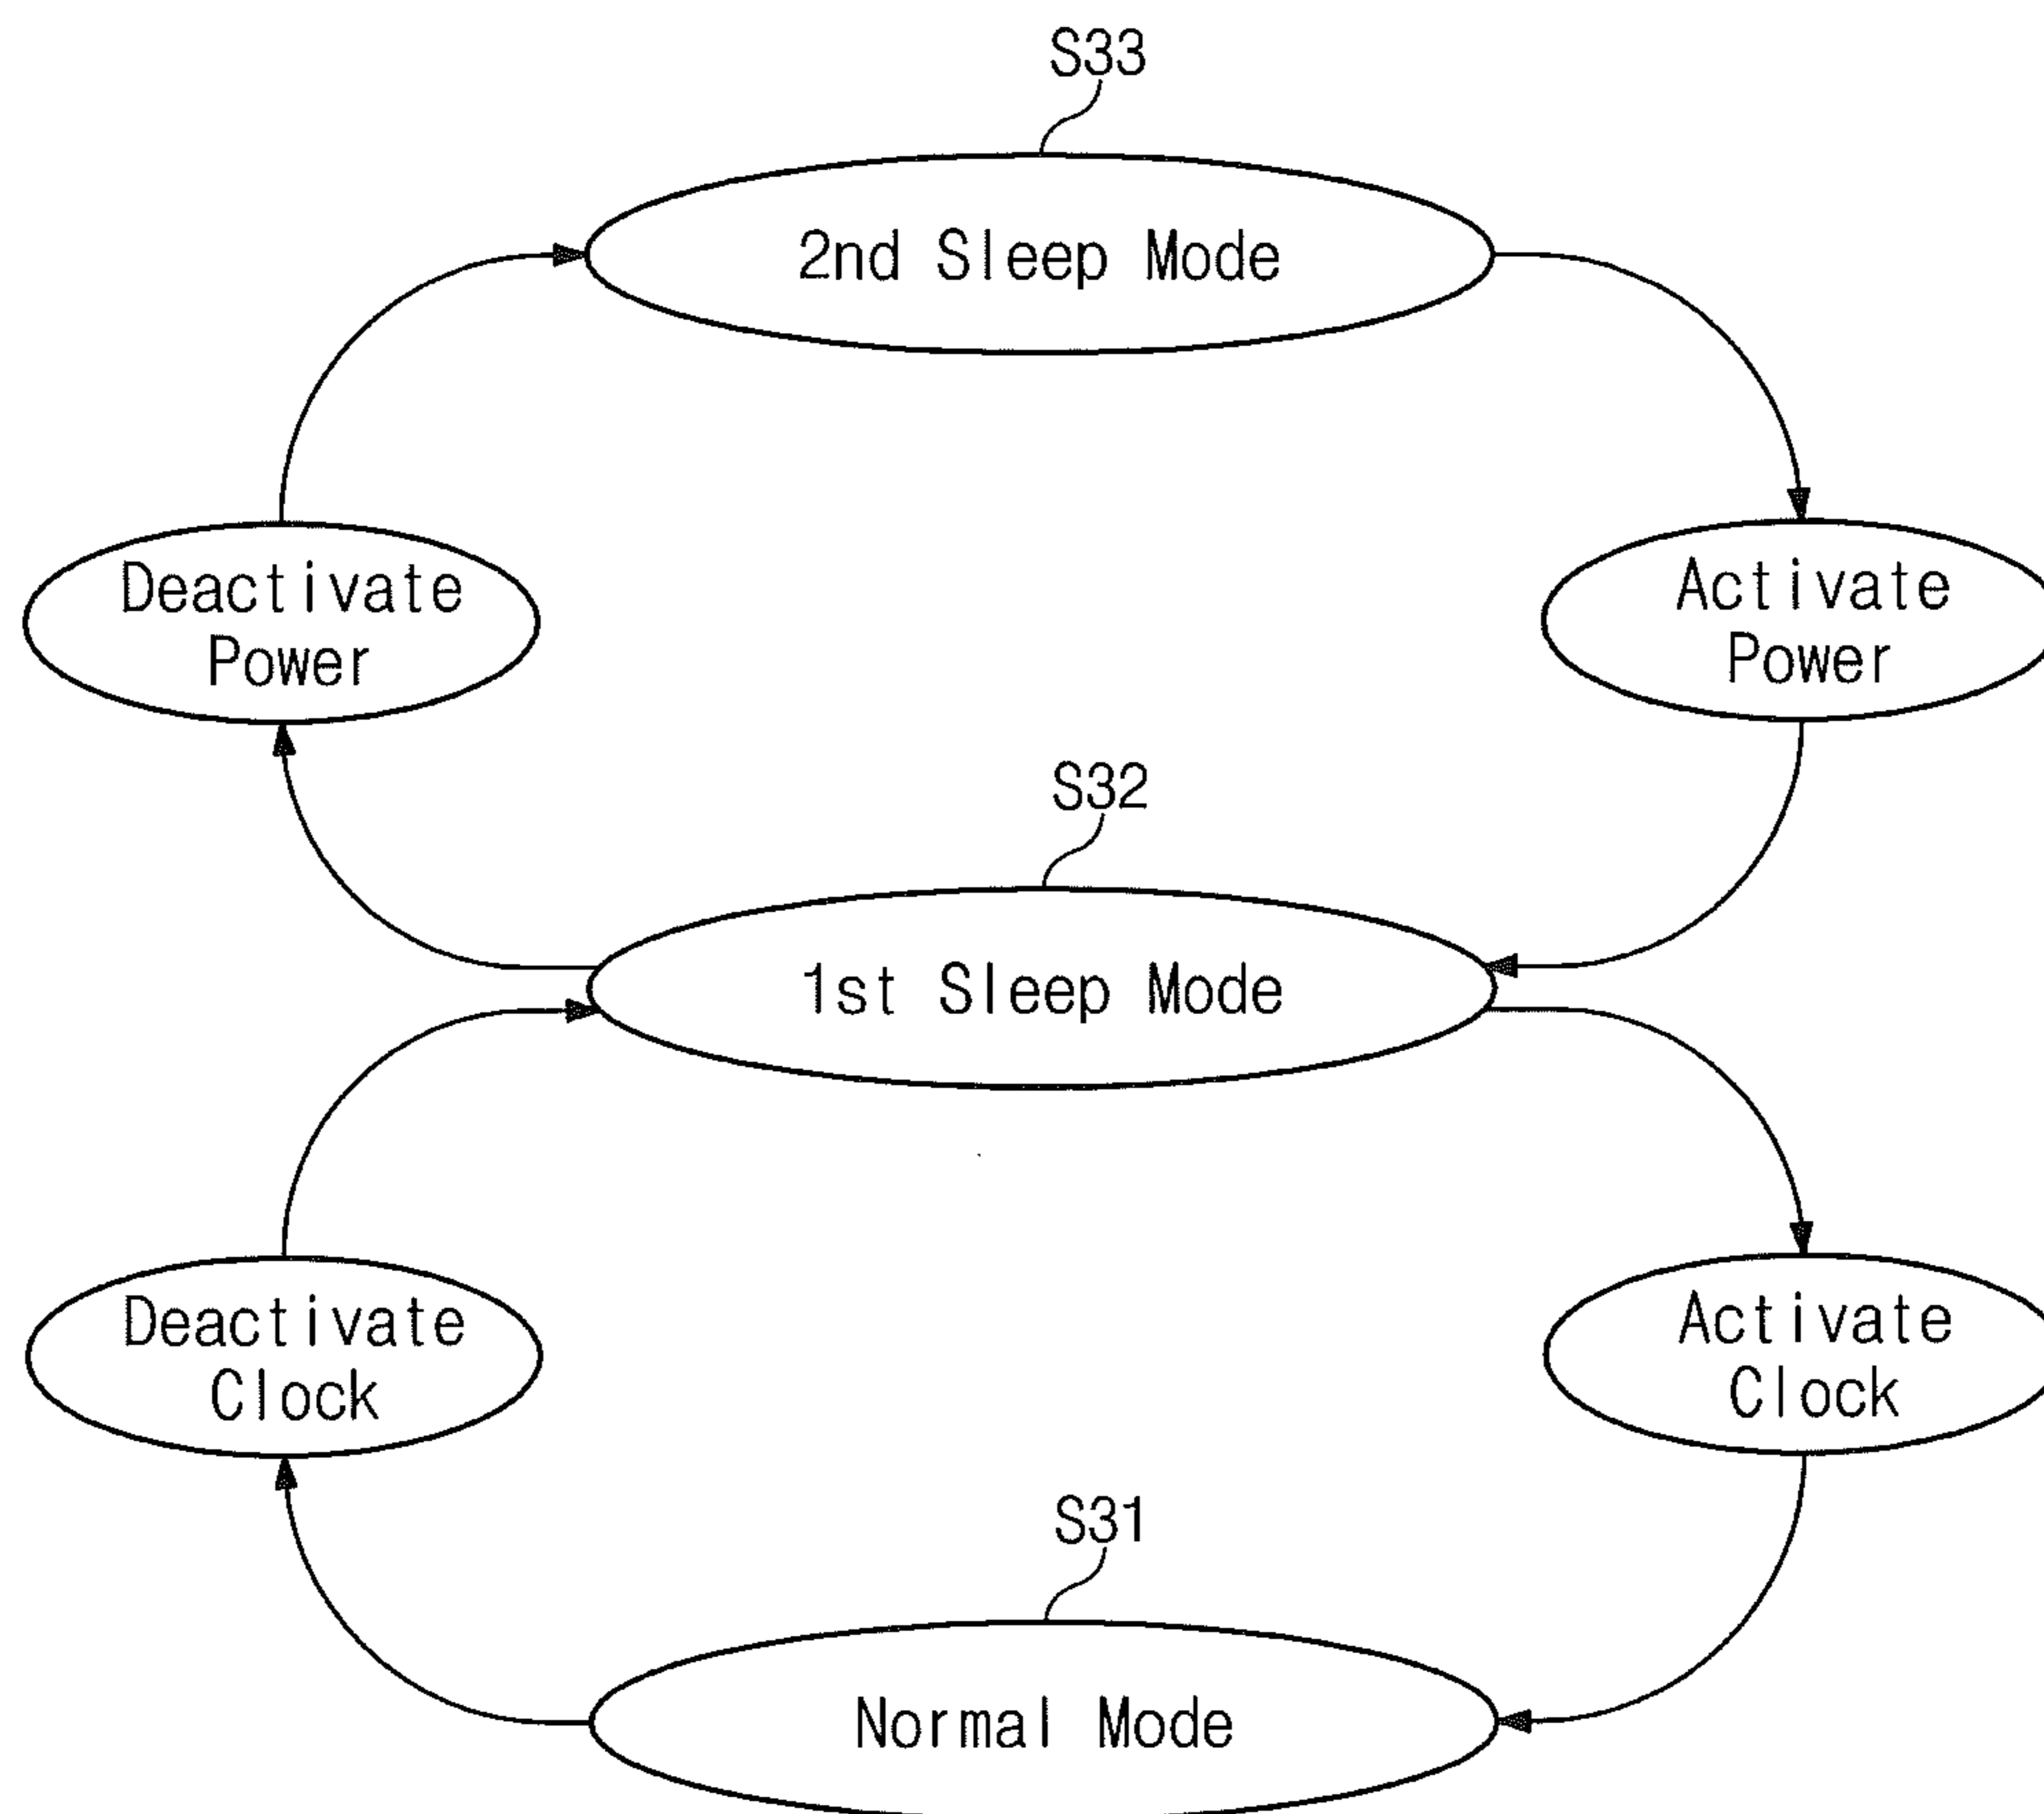 S33
2nd Sleep Mode
Deactivate
Power
Activate
Power
S32
1st Sleep Mode
Deactivate
Clock
Activate
Clock
S31
Normal Mode